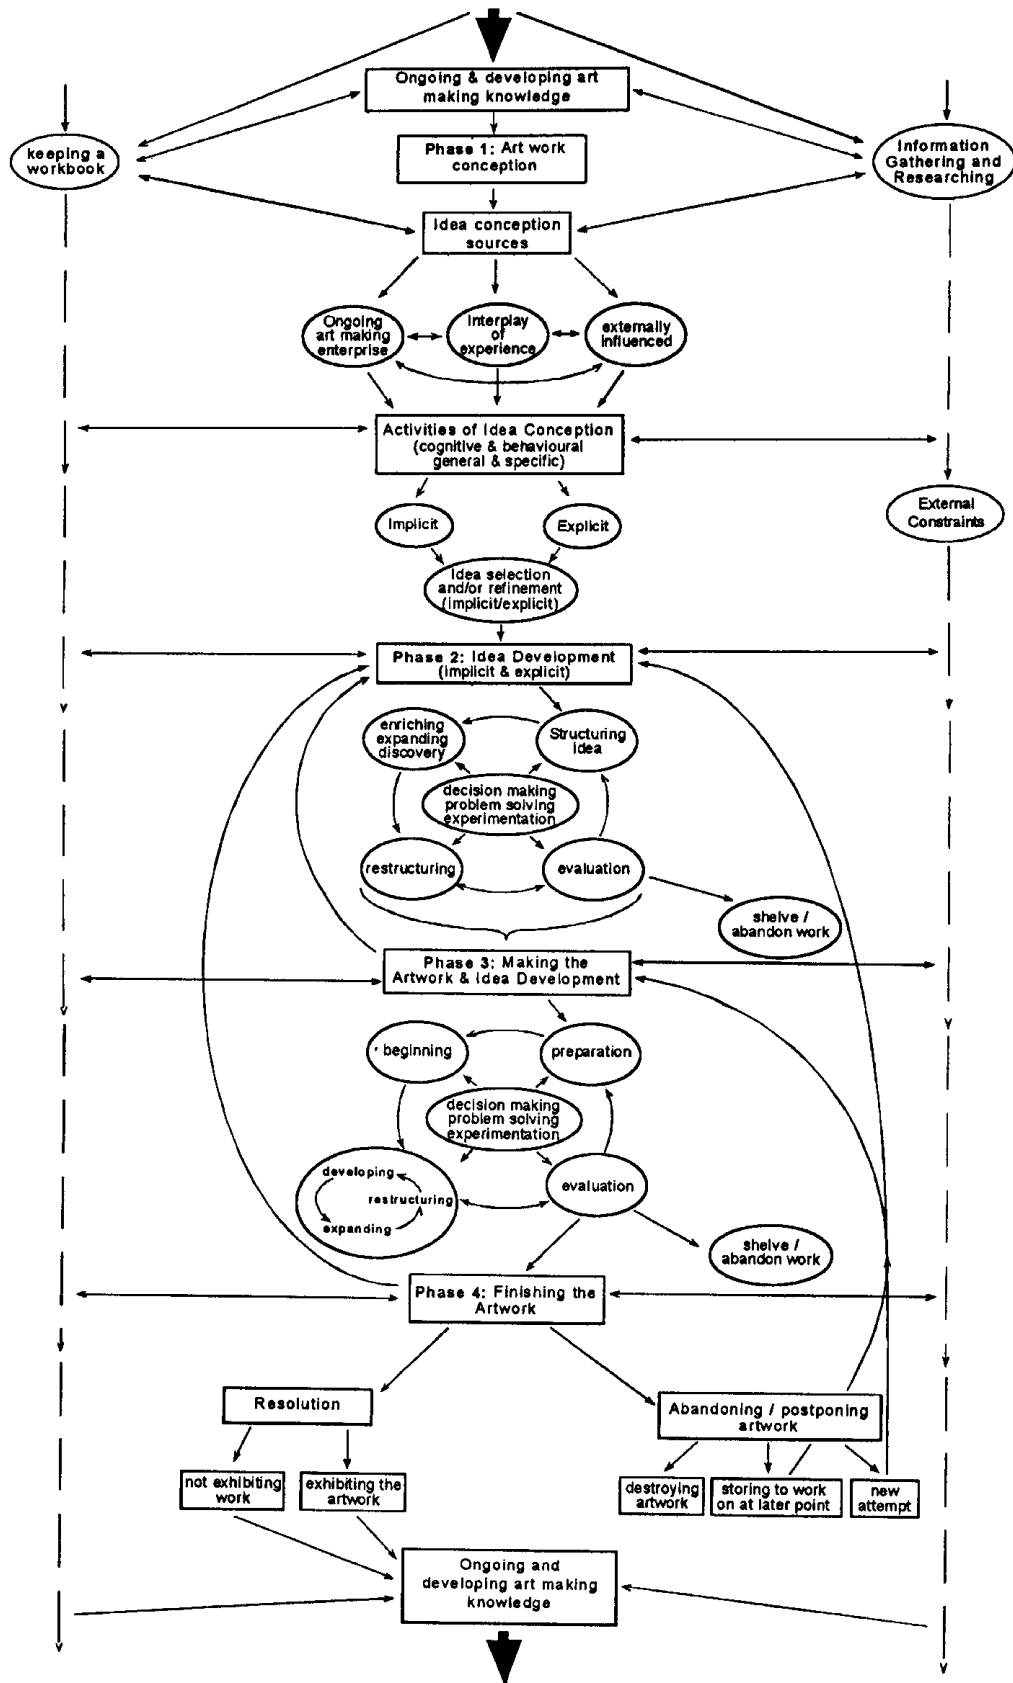 Ongoing & developing art
making knowledge
keeping a
workbook
Phase 1: Art work
conception
Information
Gathering and
Researching
Idea conception
sources
Ongoing
art making
enterprise
Interplay
of
experience
externally
influenced
Activities of Idea Conception
(cognitive & behavioural
general & specific)
External
Constraints
Implicit
Explicit
Idea selection
and/or refinement
(implicit/explicit)
Phase 2: Idea Development
(implicit & explicit)
enriching
expanding
discovery
Structuring
idea
decision making
problem solving
experimentation
restructuring
evaluation
shelve /
abandon work
Phase 3: Making the
Artwork & Idea Development
beginning
preparation
decision making
problem solving
experimentation
developing
restructuring
expanding
evaluation
shelve /
abandon work
Phase 4: Finishing the
Artwork
Resolution
Abandoning / postponing
artwork
not exhibiting
work
exhibiting the
artwork
destroying
artwork
storing to work
on at later point
new
attempt
Ongoing and
developing art making
knowledge